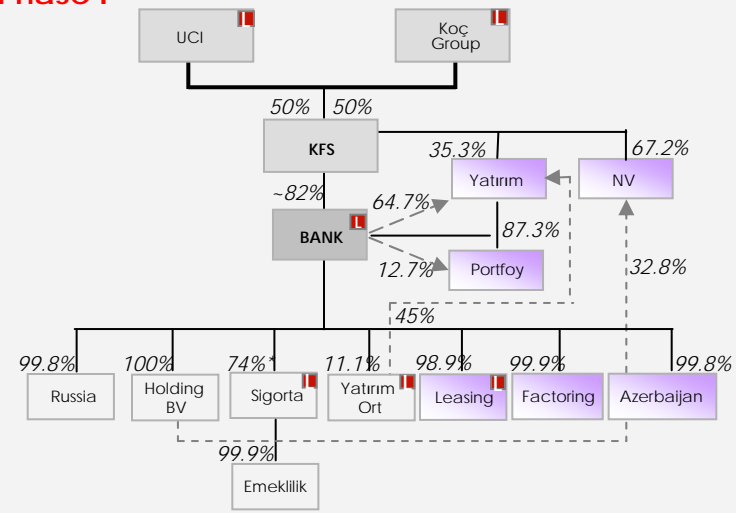 Phase I
UCI
L
Koç
Group
L
50%
50%
KFS
35.3%
67.2%
Yatırım
NV
~82%
64.7%
BANK
L
87.3%
12.7%
Portfoy
32.8%
45%
99.8%
100%
74%*
11.1%
98.9%
99.9%
99.8%
Russia
Holding
BV
Sigorta
L
Yatırım
Ort
L
Leasing
L
Factoring
Azerbaijan
99.9%
Emeklilik